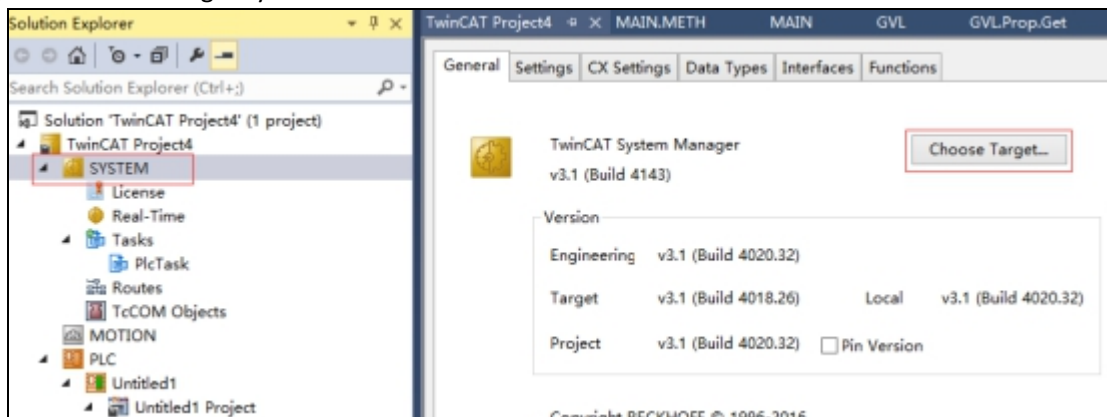 Solution Explorer
Search Solution Explorer (Ctrl+;)
Solution 'TwinCAT Project4' (1 project)
TwinCAT Project4
SYSTEM
License
Real-Time
Tasks
PlcTask
Routes
TcCOM Objects
MOTION
PLC
Untitled1
Untitled1 Project
TwinCAT Project4 MAIN.METH MAIN GVL GVL.Prop.Get
General Settings CX Settings Data Types Interfaces Functions
TwinCAT System Manager
v3.1 (Build 4143)
Choose Target...
Version
Engineering v3.1 (Build 4020.32)
Target v3.1 (Build 4018.26) Local v3.1 (Build 4020.32)
Project v3.1 (Build 4020.32) Pin Version
Copyright BECKHOFF © 1996-2016